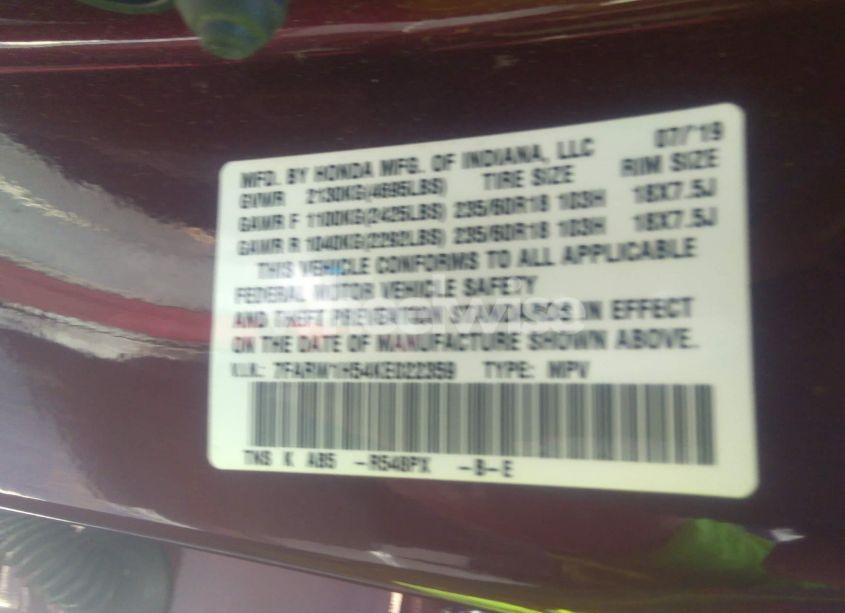 MFD. BY HONDA MFG. OF INDIANA, LLC 07/'19
GVWR 2130KG(4695LBS) TIRE SIZE RIM SIZE
GAWR F 1100KG(2425LBS) 235/60R18 103H 18X7.5J
GAWR R 1040KG(2292LBS) 235/60R18 103H 18X7.5J
THIS VEHICLE CONFORMS TO ALL APPLICABLE
FEDERAL MOTOR VEHICLE SAFETY
AND THEFT PREVENTION STANDARDS IN EFFECT
ON THE DATE OF MANUFACTURE SHOWN ABOVE.
V.I.N.: 7FARW1H54KE022359 TYPE: MPV
TNS K AB5 -R548PX -B-E